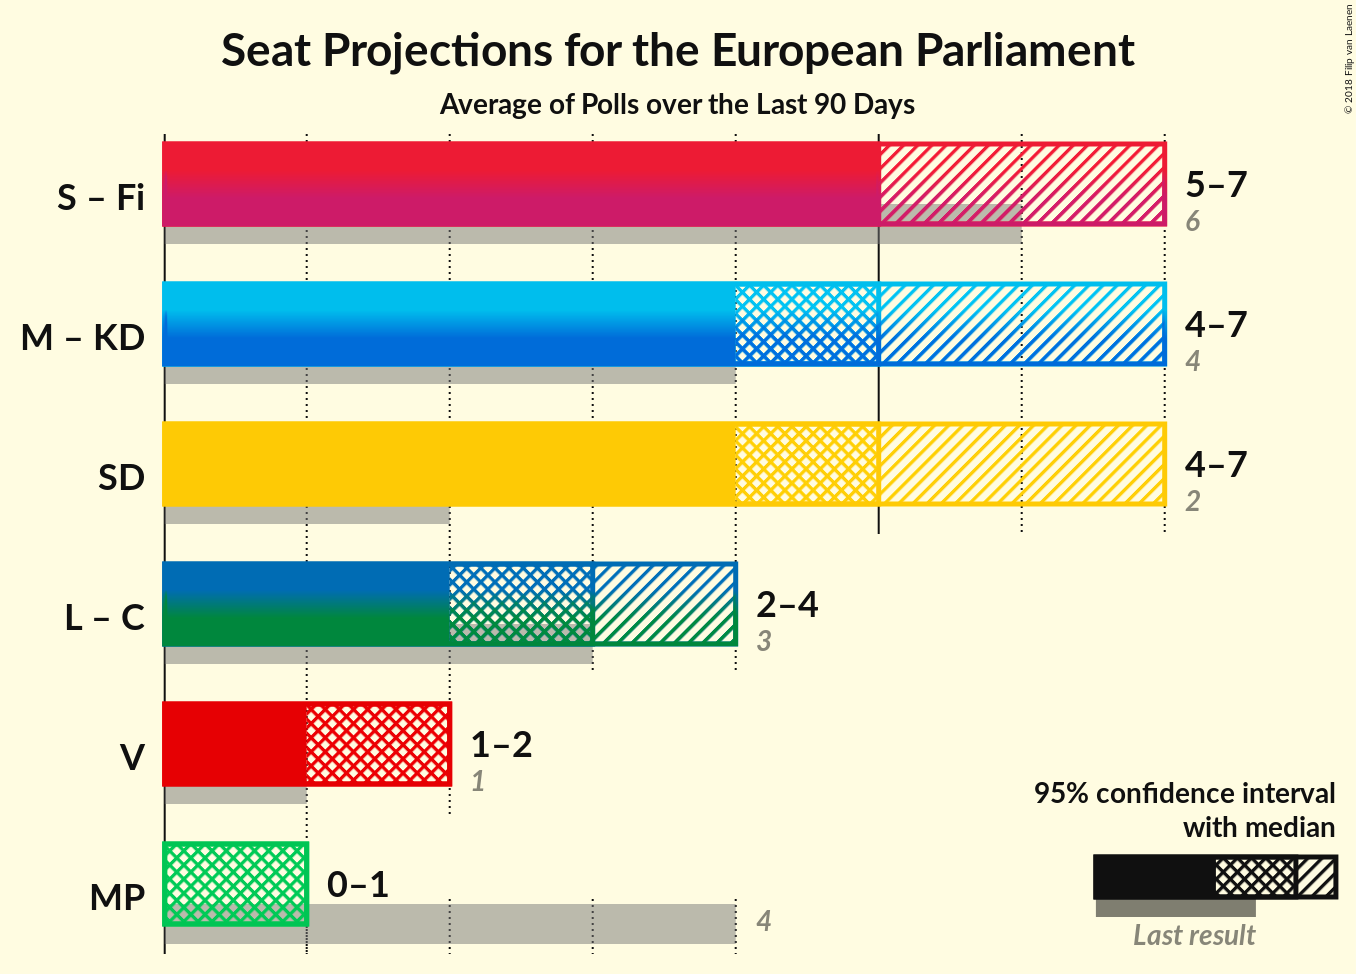 Seat Projections for the European Parliament
Average of Polls over the Last 90 Days
© 2018 Filip van Laenen
S – Fi
5–7
6
M – KD
4–7
4
SD
4–7
2
L – C
2–4
3
V
1–2
1
MP
0–1
4
95% confidence interval
with median
Last result